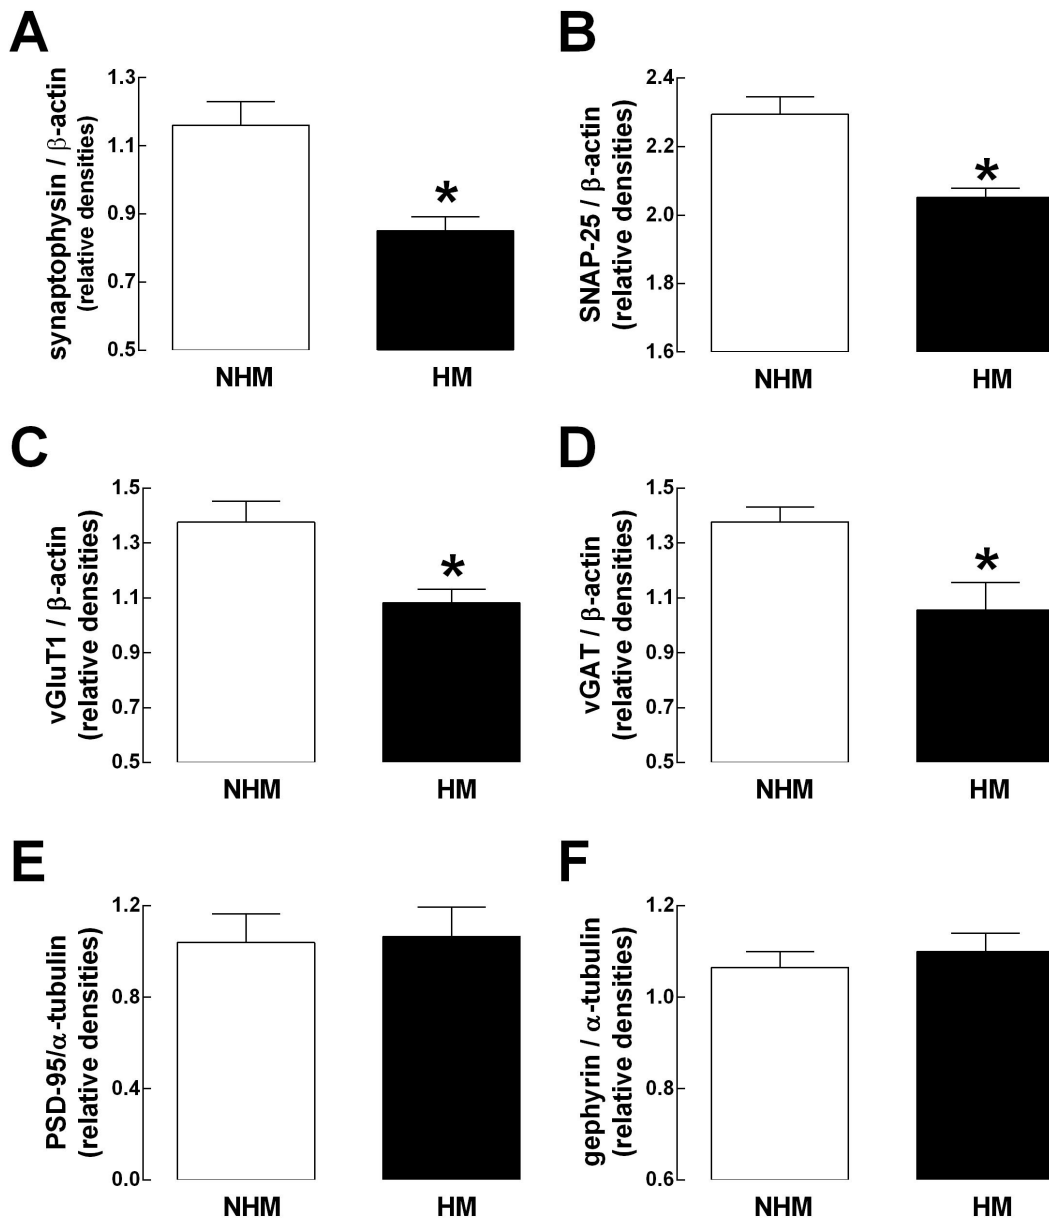 A
synaptophysin / β-actin
(relative densities)
1.3
1.1
0.9
0.7
0.5
*
NHM
HM
B
SNAP-25 / β-actin
(relative densities)
2.4
2.2
2.0
1.8
1.6
*
NHM
HM
C
vGluT1 / β-actin
(relative densities)
1.5
1.3
1.1
0.9
0.7
0.5
*
NHM
HM
D
vGAT / β-actin
(relative densities)
1.5
1.3
1.1
0.9
0.7
0.5
*
NHM
HM
E
PSD-95/α-tubulin
(relative densities)
1.2
0.8
0.4
0.0
NHM
HM
F
gephyrin / α-tubulin
(relative densities)
1.2
1.0
0.8
0.6
NHM
HM